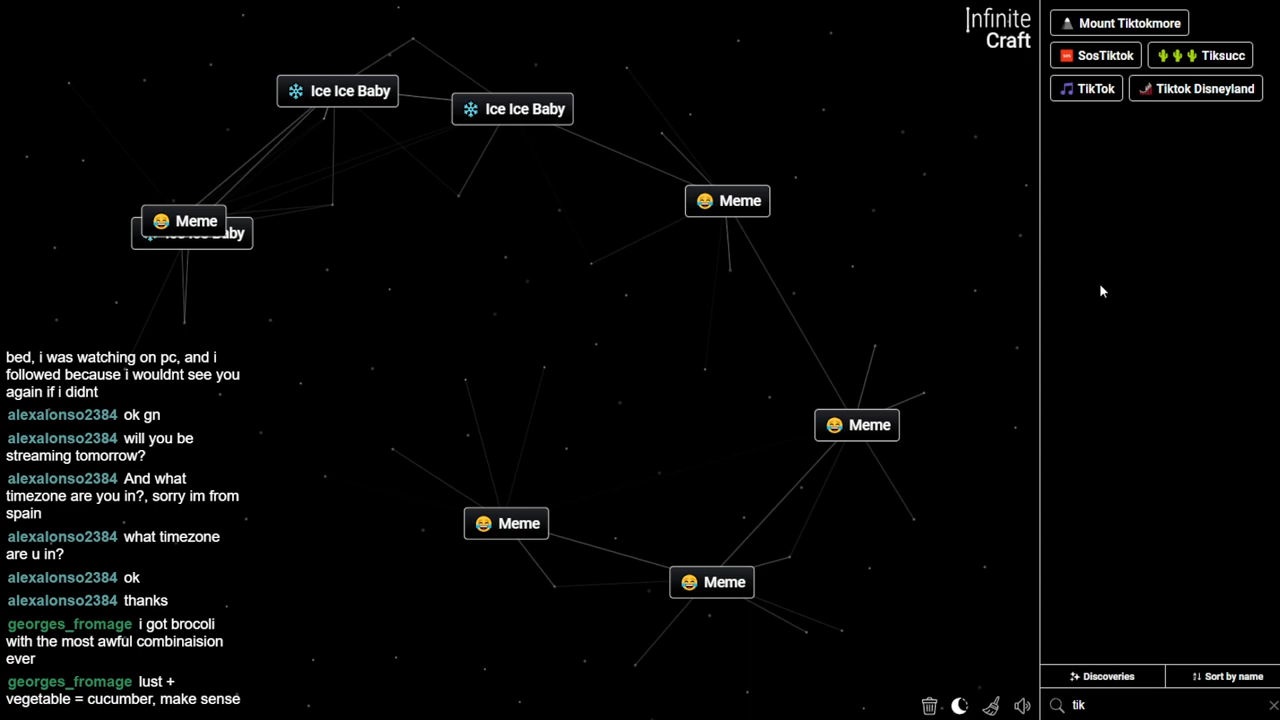 Infinite
Craft
Mount Tiktokmore
SosTiktok
Tiksucc
TikTok
Tiktok Disneyland
Ice Ice Baby
Ice Ice Baby
Meme
Meme
Ice Ice Baby
Meme
Meme
Meme
bed, i was watching on pc, and i
followed because i wouldnt see you
again if i didnt
alexalonso2384 ok gn
alexalonso2384 will you be
streaming tomorrow?
alexalonso2384 And what
timezone are you in?, sorry im from
spain
alexalonso2384 what timezone
are u in?
alexalonso2384 ok
alexalonso2384 thanks
georges_fromage i got brocoli
with the most awful combinaision
ever
georges_fromage lust +
vegetable = cucumber, make sense
Discoveries
Sort by name
tik